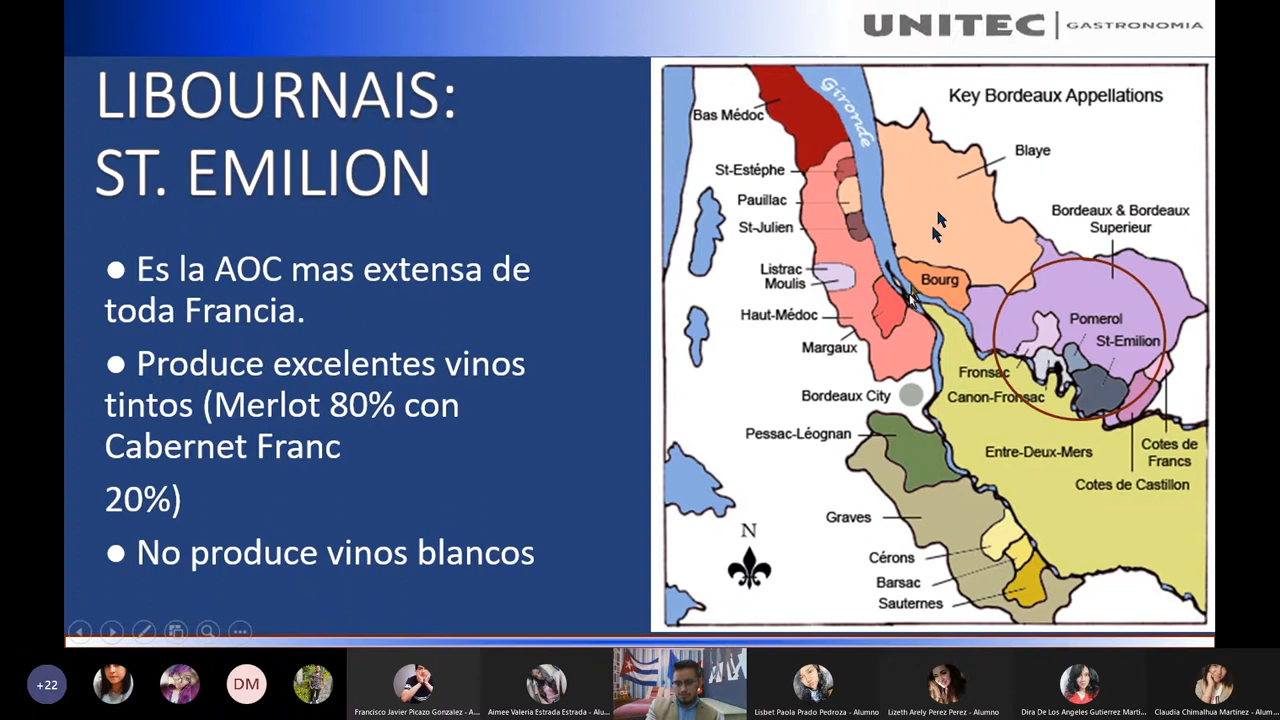 UNITEC | GASTRONOMIA
LIBOURNAIS:
ST. EMILION
● Es la AOC mas extensa de
toda Francia.
● Produce excelentes vinos
tintos (Merlot 80% con
Cabernet Franc
20%)
● No produce vinos blancos
Key Bordeaux Appellations
Gironde
Bas Médoc
Blaye
St-Estéphe
Pauillac
St-Julien
Bordeaux & Bordeaux
Superieur
Listrac
Moulis
Bourg
Haut-Médoc
Margaux
Pomerol
St-Emilion
Fronsac
Canon-Fronsac
Bordeaux City
Pessac-Léognan
Entre-Deux-Mers
Cotes de
Francs
Cotes de Castillon
Graves
N
Cérons
Barsac
Sauternes
+22
DM
Francisco Javier Picazo Gonzalez - A...
Aimee Valeria Estrada Estrada - Alu...
Lisbet Paola Prado Pedroza - Alumno
Lizeth Arely Perez Perez - Alumno
Dira De Los Angeles Gutierrez Marti...
Claudia Chimalhua Martinez - Alum...